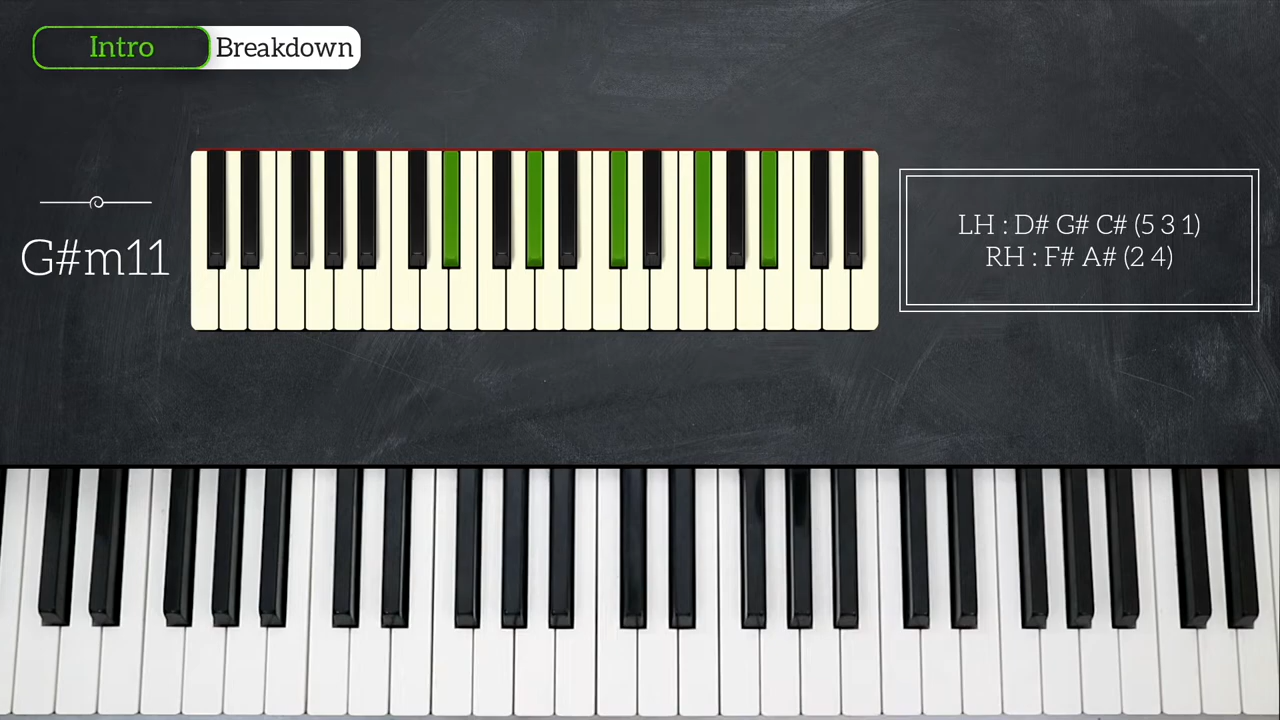 Intro Breakdown
G#m11
LH : D# G# C# (5 3 1)
RH : F# A# (2 4)